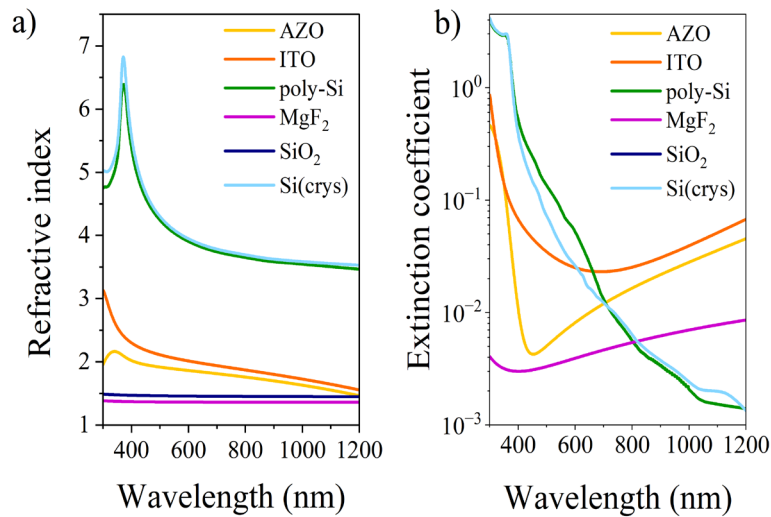 a)
Refractive index
7
6
5
4
3
2
1
400 600 800 1000 1200
Wavelength (nm)
AZO
ITO
poly-Si
MgF₂
SiO₂
Si(crys)
b)
Extinction coefficient
10⁰
10⁻¹
10⁻²
10⁻³
400 600 800 1000 1200
Wavelength (nm)
AZO
ITO
poly-Si
MgF₂
SiO₂
Si(crys)